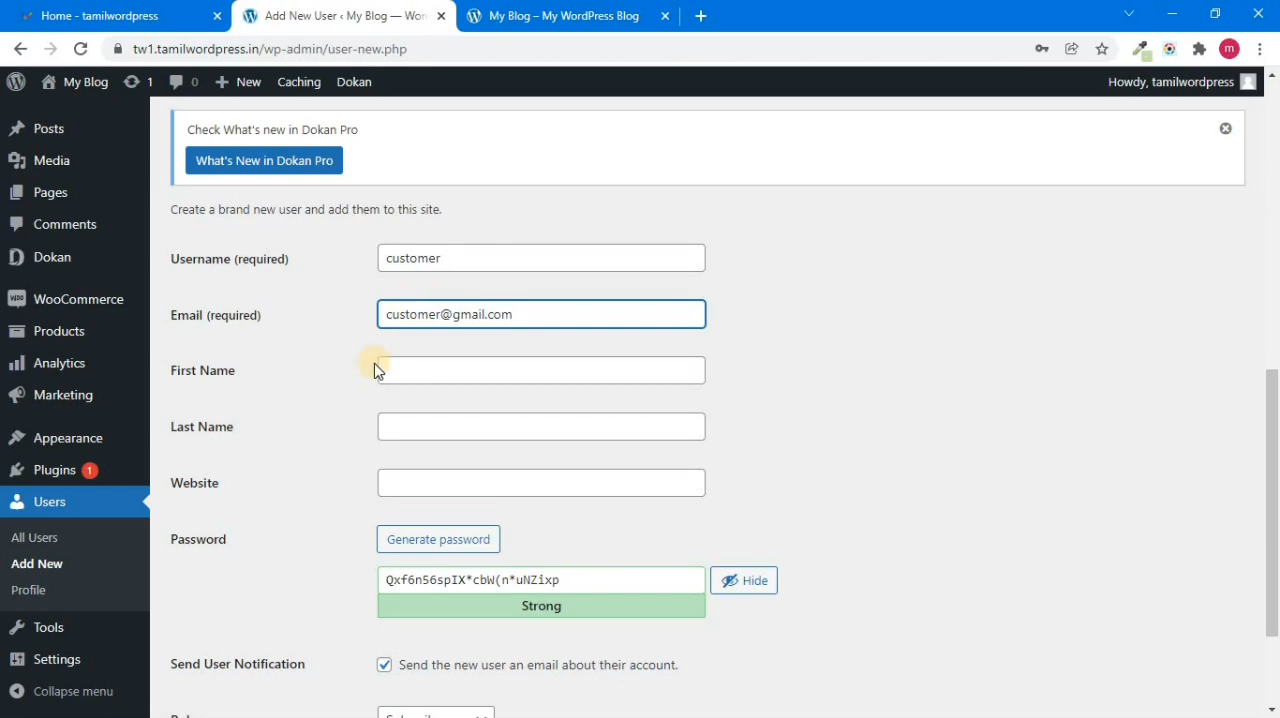 Home - tamilwordpress
Add New User ‹ My Blog — Wor
My Blog – My WordPress Blog
tw1.tamilwordpress.in/wp-admin/user-new.php
m
My Blog
1
0
New
Caching
Dokan
Howdy, tamilwordpress
Posts
Media
Pages
Comments
Dokan
WooCommerce
Products
Analytics
Marketing
Appearance
Plugins 1
Users
All Users
Add New
Profile
Tools
Settings
Collapse menu
Check What's new in Dokan Pro
What's New in Dokan Pro
Create a brand new user and add them to this site.
Username (required)
customer
Email (required)
customer@gmail.com
First Name
Last Name
Website
Password
Generate password
Qxf6n56spIX*cbW(n*uNZixp
Hide
Strong
Send User Notification
Send the new user an email about their account.